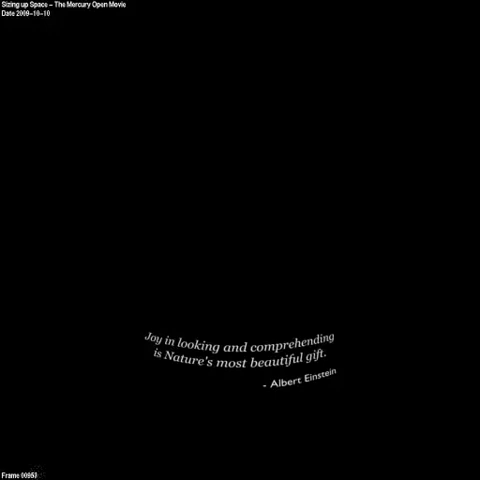 Sizing up Space - The Mercury Open Movie
Date 2009-10-10
Joy in looking and comprehending
is Nature's most beautiful gift.
- Albert Einstein
Frame 00953